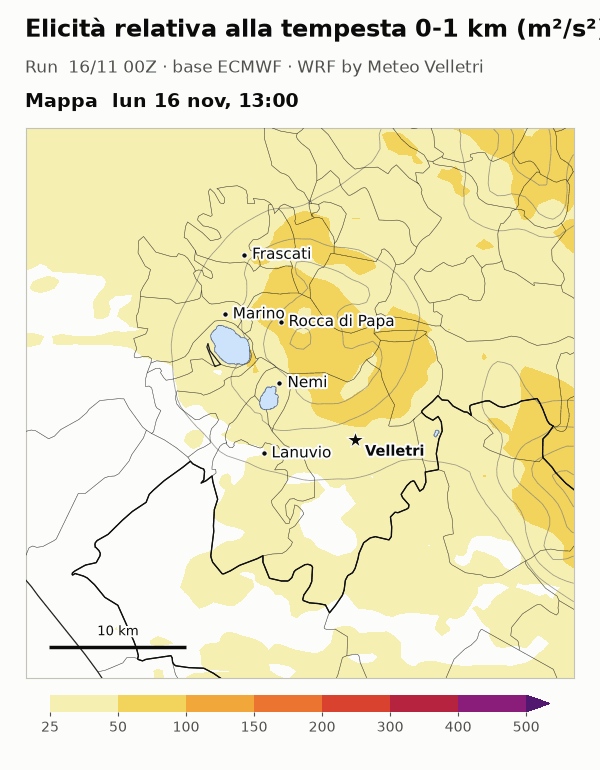 Elicità relativa alla tempesta 0-1 km (m²/s²)
Run  16/11 00Z · base ECMWF · WRF by Meteo Velletri
Mappa  lun 16 nov, 13:00
Frascati
Marino
Rocca di Papa
Nemi
Velletri
Lanuvio
10 km
25 50 100 150 200 300 400 500